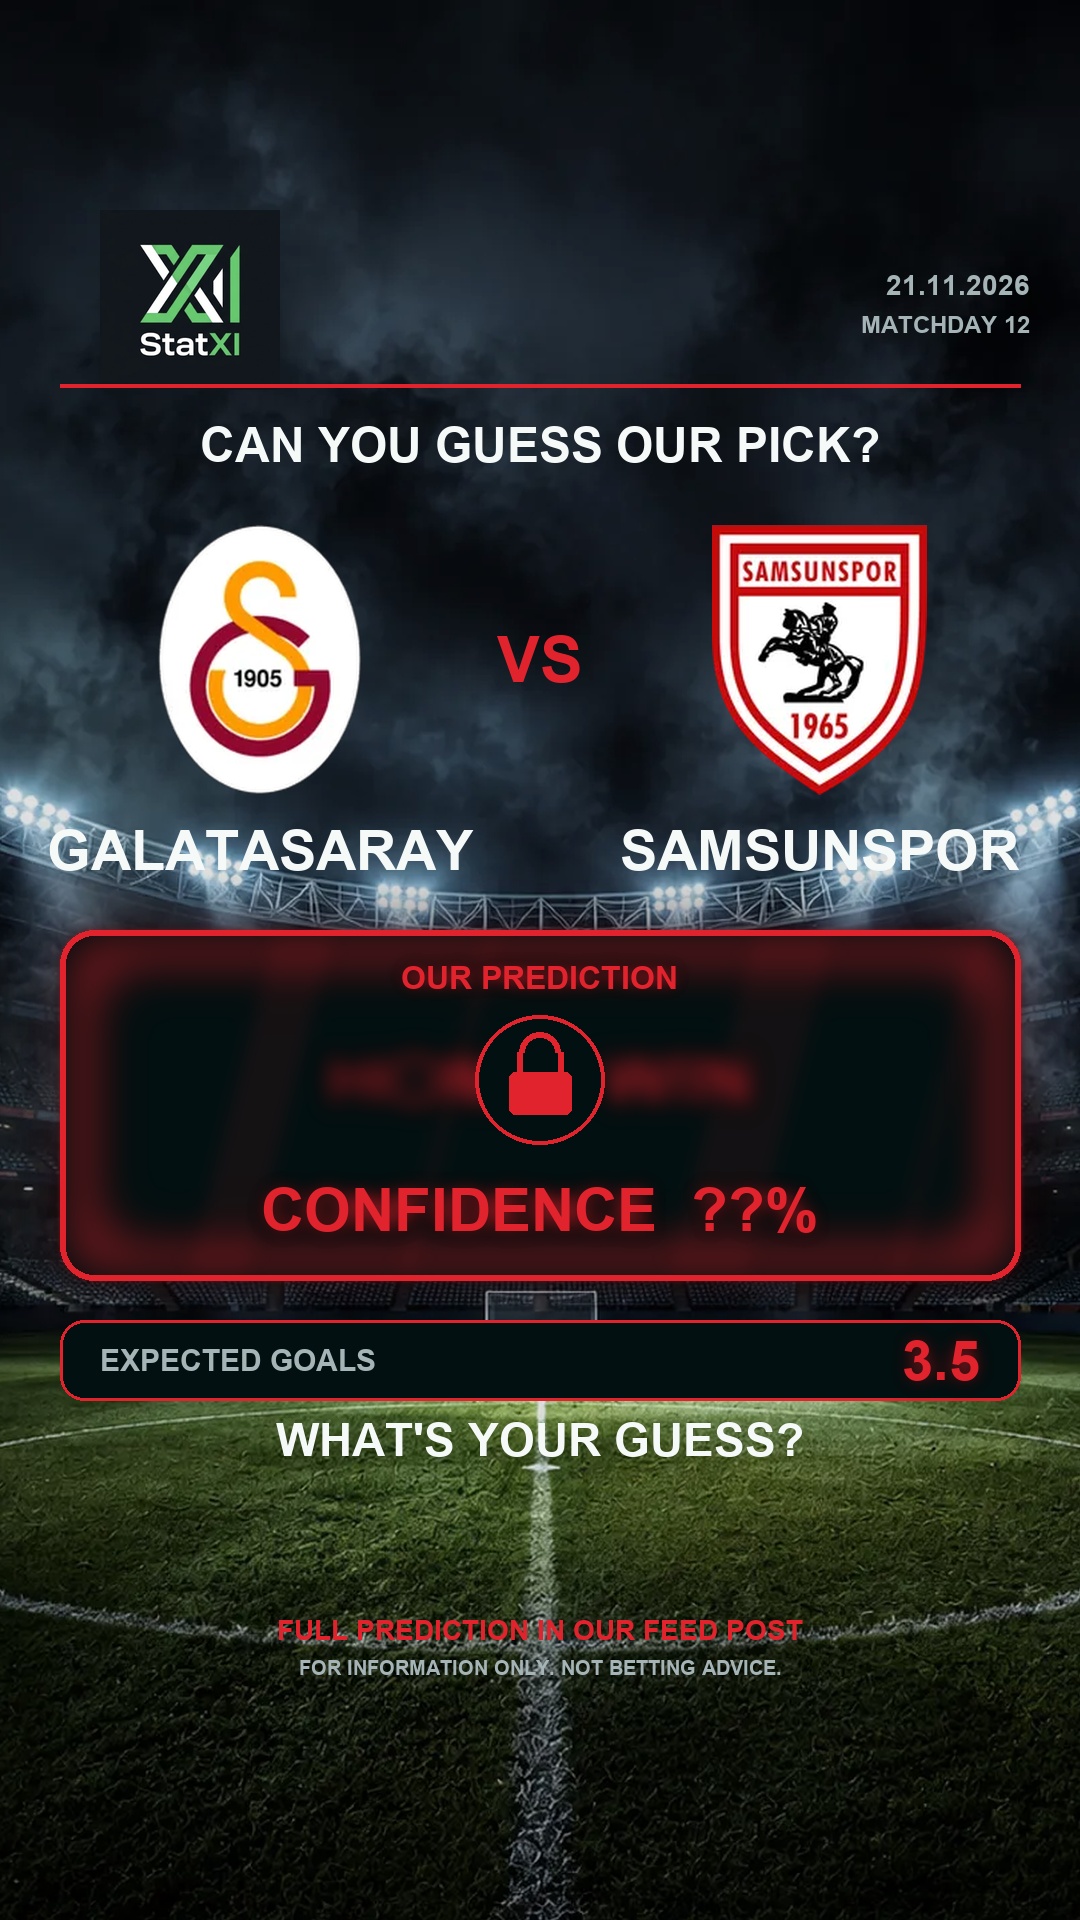 XI
StatXI
21.11.2026
MATCHDAY 12
CAN YOU GUESS OUR PICK?
1905
VS
SAMSUNSPOR
1965
GALATASARAY
SAMSUNSPOR
OUR PREDICTION
CONFIDENCE ??%
EXPECTED GOALS 3.5
WHAT'S YOUR GUESS?
FULL PREDICTION IN OUR FEED POST
FOR INFORMATION ONLY. NOT BETTING ADVICE.